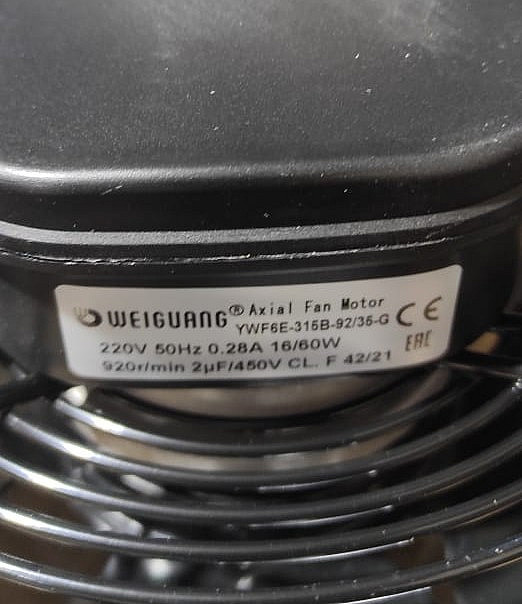 WEIGUANG® Axial Fan Motor
YWF6E-315B-92/35-G CE
220V 50Hz 0.28A 16/60W EAC
920r/min 2µF/450V CL. F 42/21